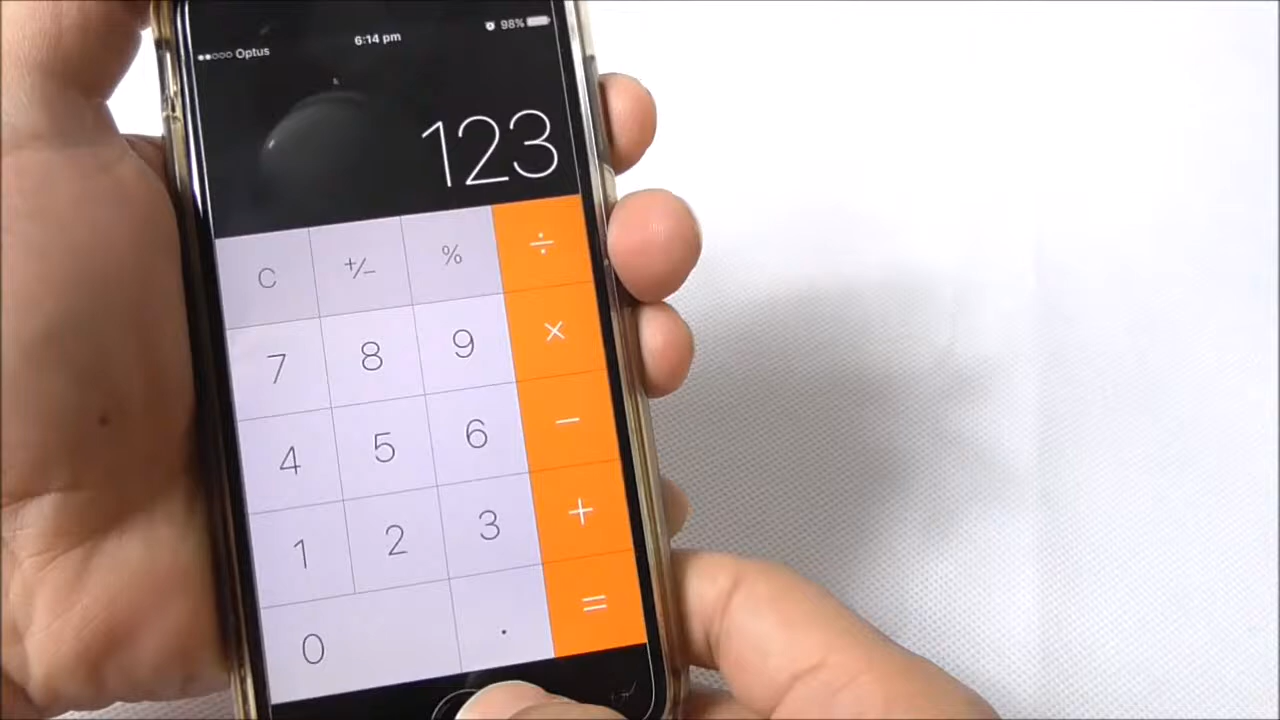 ●●○○○ Optus 6:14 pm 98%
123
C +/- % ÷
7 8 9 ×
4 5 6 −
1 2 3 +
0 . =